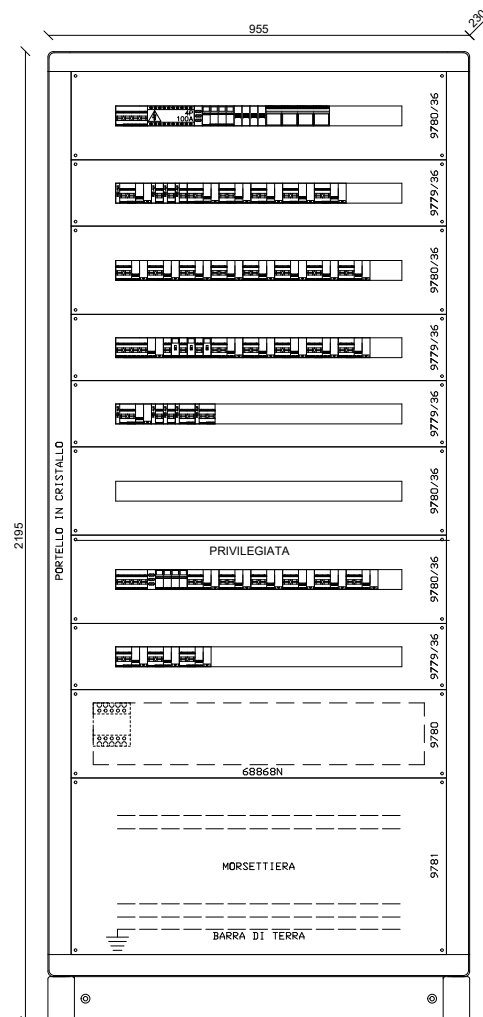 955
230
4P
100A
9780/36
9779/36
9780/36
9779/36
9779/36
PORTELLO IN CRISTALLO
2195
9780/36
PRIVILEGIATA
9780/36
9779/36
9780
68868N
MORSETTIERA
9781
BARRA DI TERRA